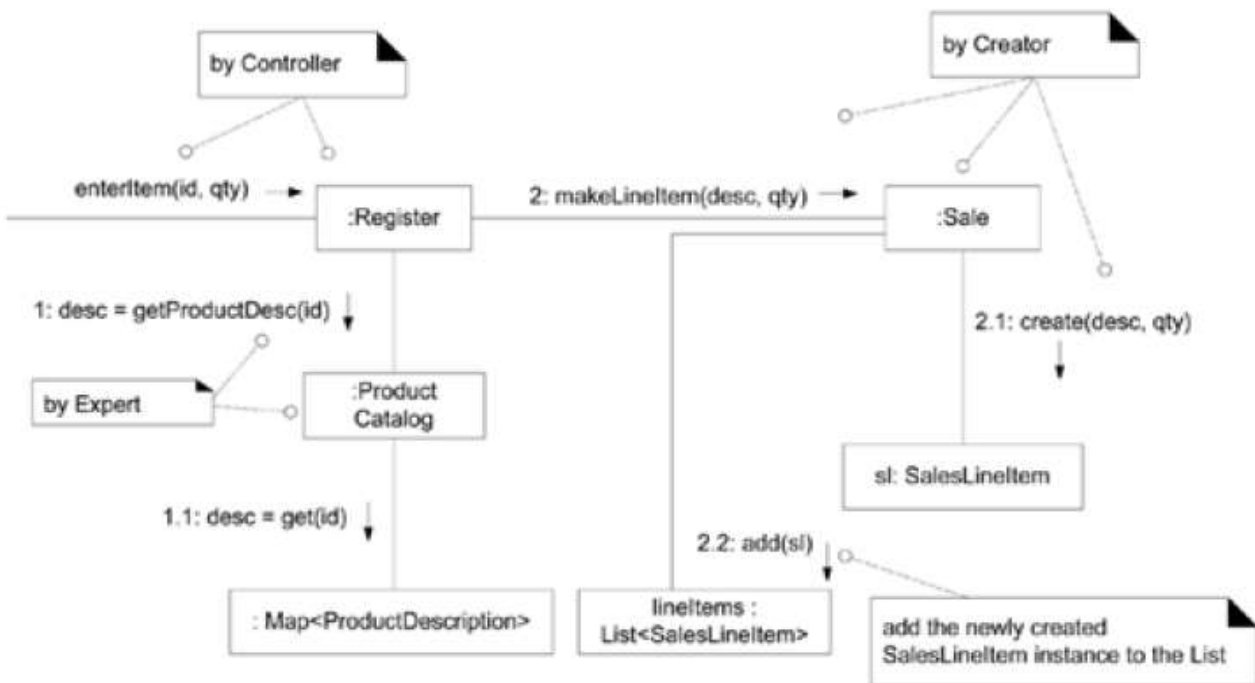 by Controller
by Creator
enterItem(id, qty)
:Register
2: makeLineItem(desc, qty)
:Sale
1: desc = getProductDesc(id)
2.1: create(desc, qty)
by Expert
:Product
Catalog
sl: SalesLineItem
1.1: desc = get(id)
2.2: add(sl)
: Map<ProductDescription>
lineItems :
List<SalesLineItem>
add the newly created
SalesLineItem instance to the List